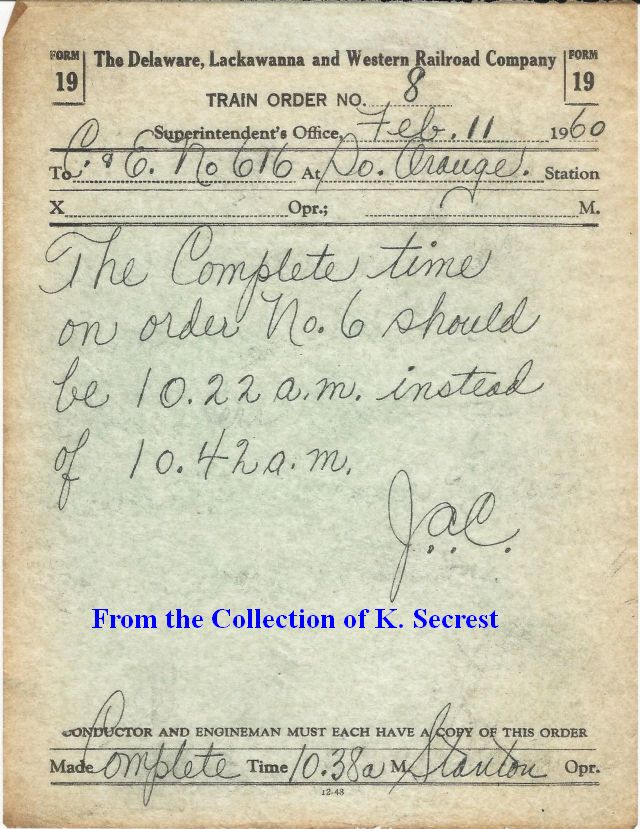 FORM 19 The Delaware, Lackawanna and Western Railroad Company FORM 19
TRAIN ORDER NO. 8
Superintendent's Office, Feb. 11 1960
To C. & E. No 616 At So. Orange. Station
X Opr.; M.
The Complete time
on order No. 6 should
be 10.22 a.m. instead
of 10.42 a.m.
J.a.C.
From the Collection of K. Secrest
CONDUCTOR AND ENGINEMAN MUST EACH HAVE A COPY OF THIS ORDER
Made Complete Time 10.38a M. Stanton Opr.
12-48